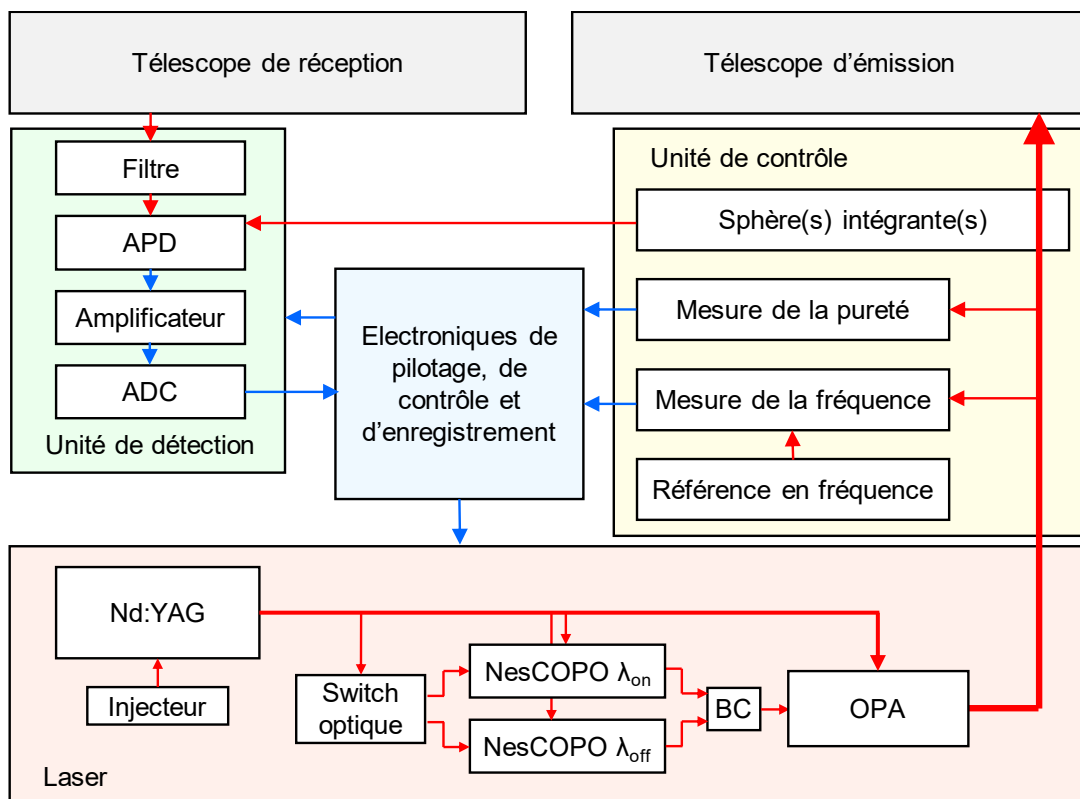 Télescope de réception
Télescope d'émission
Filtre
APD
Amplificateur
ADC
Unité de détection
Electroniques de
pilotage, de
contrôle et
d'enregistrement
Unité de contrôle
Sphère(s) intégrante(s)
Mesure de la pureté
Mesure de la fréquence
Référence en fréquence
Nd:YAG
Injecteur
Switch
optique
NesCOPO λon
NesCOPO λoff
BC
OPA
Laser